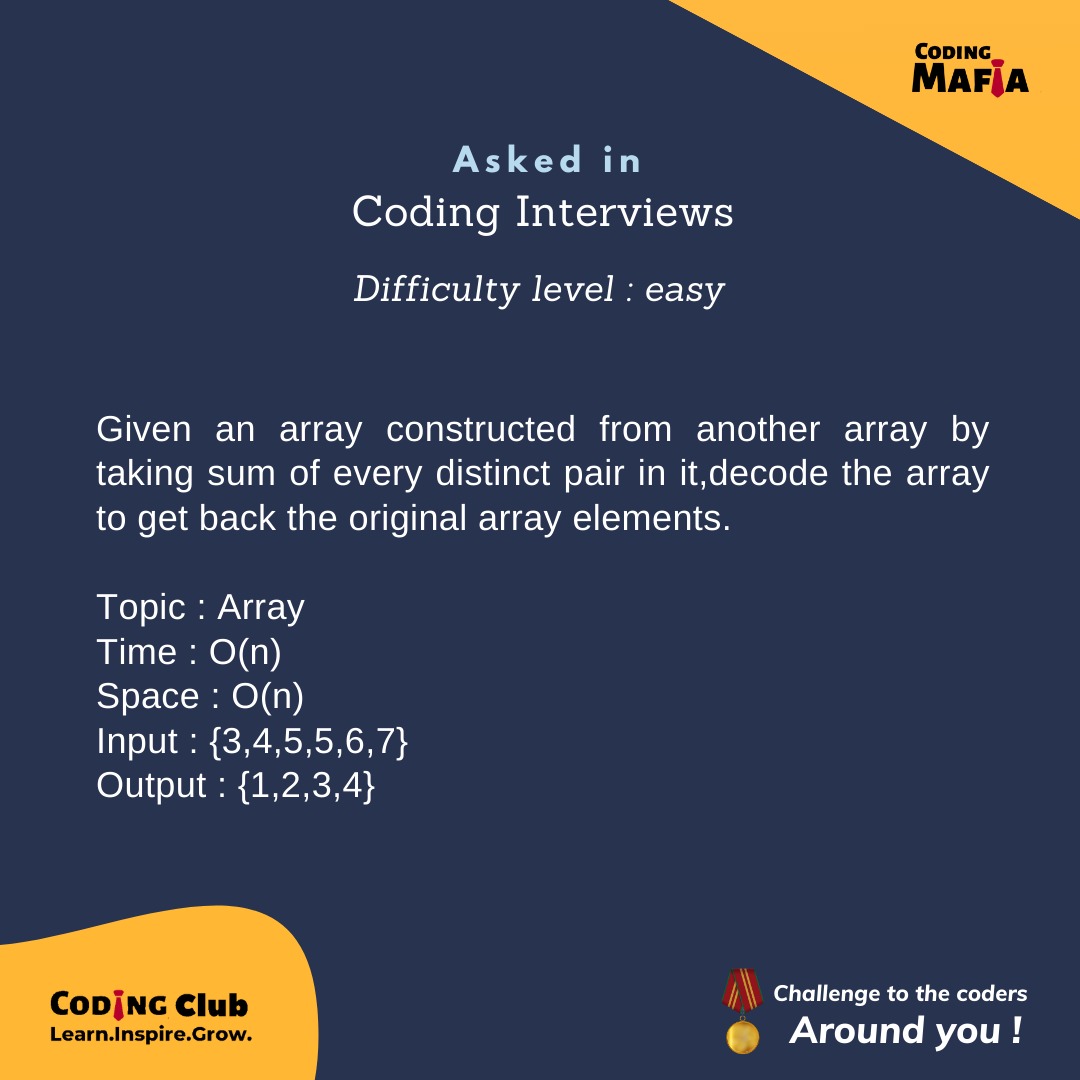 CODING
MAFIA
Asked in
Coding Interviews
Difficulty level : easy
Given an array constructed from another array by
taking sum of every distinct pair in it,decode the array
to get back the original array elements.
Topic : Array
Time : O(n)
Space : O(n)
Input : {3,4,5,5,6,7}
Output : {1,2,3,4}
CODING Club
Learn.Inspire.Grow.
Challenge to the coders
Around you !